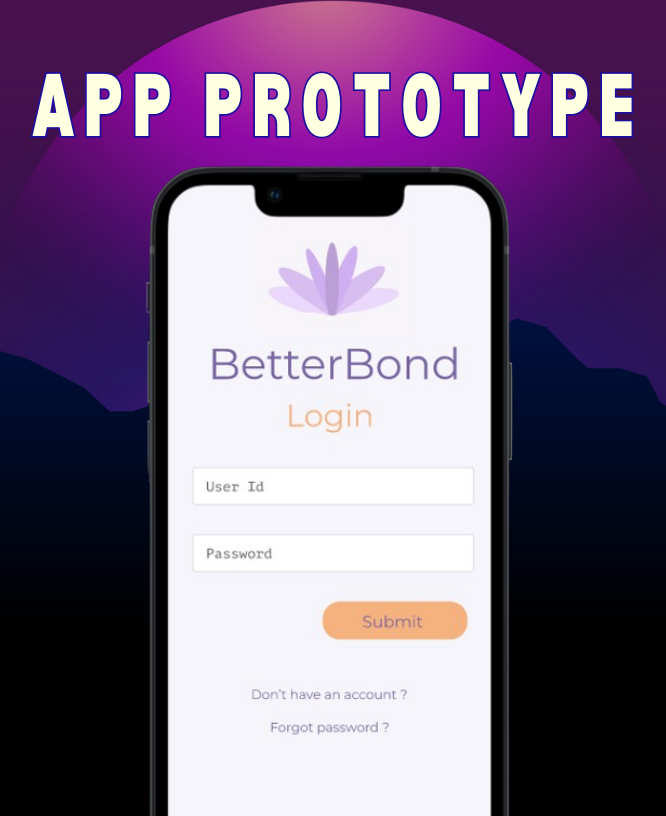 APP PROTOTYPE
BetterBond
Login
User Id
Password
Submit
Don't have an account ?
Forgot password ?